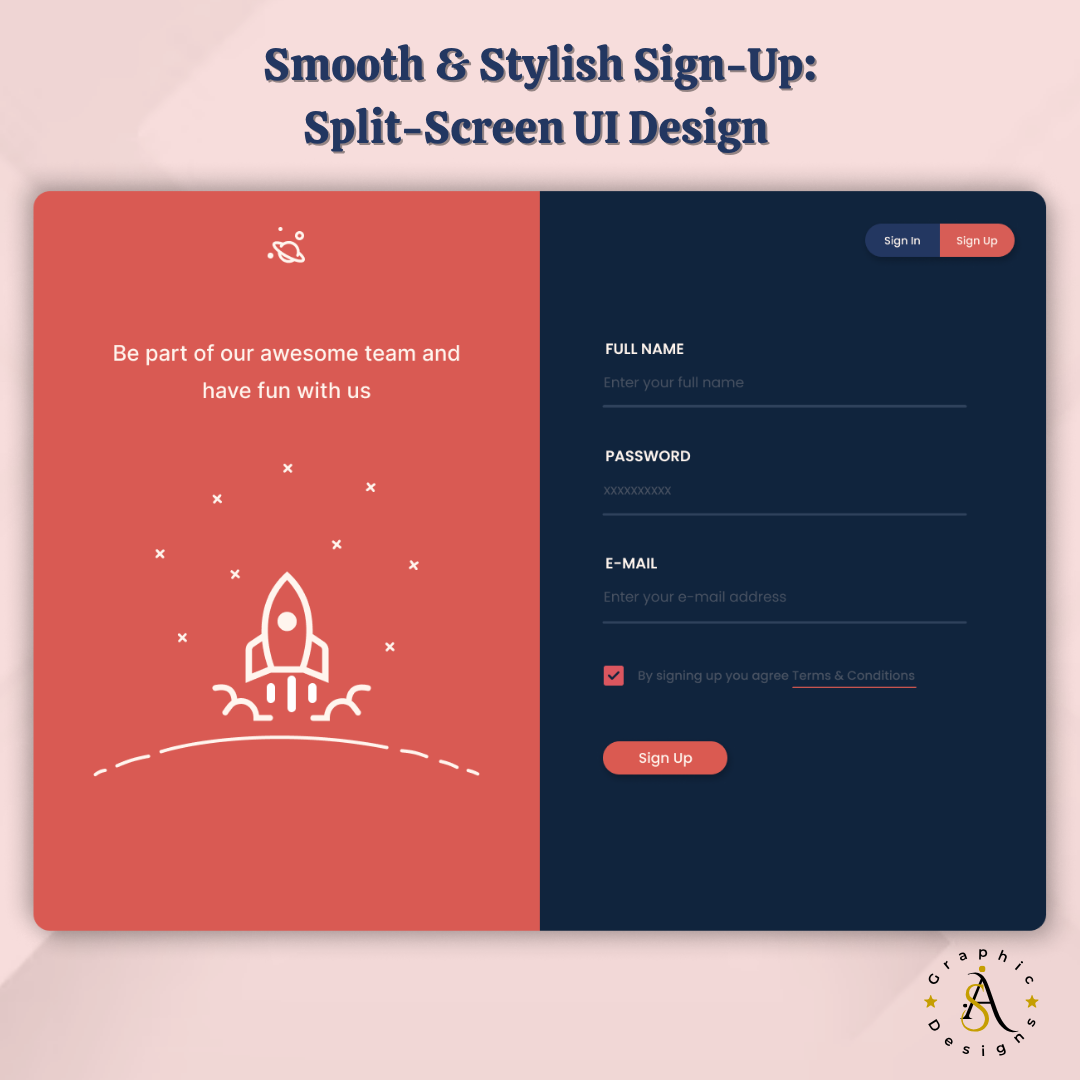 Smooth & Stylish Sign-Up:
Split-Screen UI Design
Be part of our awesome team and
have fun with us
Sign In
Sign Up
FULL NAME
Enter your full name
PASSWORD
xxxxxxxxxx
E-MAIL
Enter your e-mail address
By signing up you agree Terms & Conditions
Sign Up
Graphic
SA
Designs